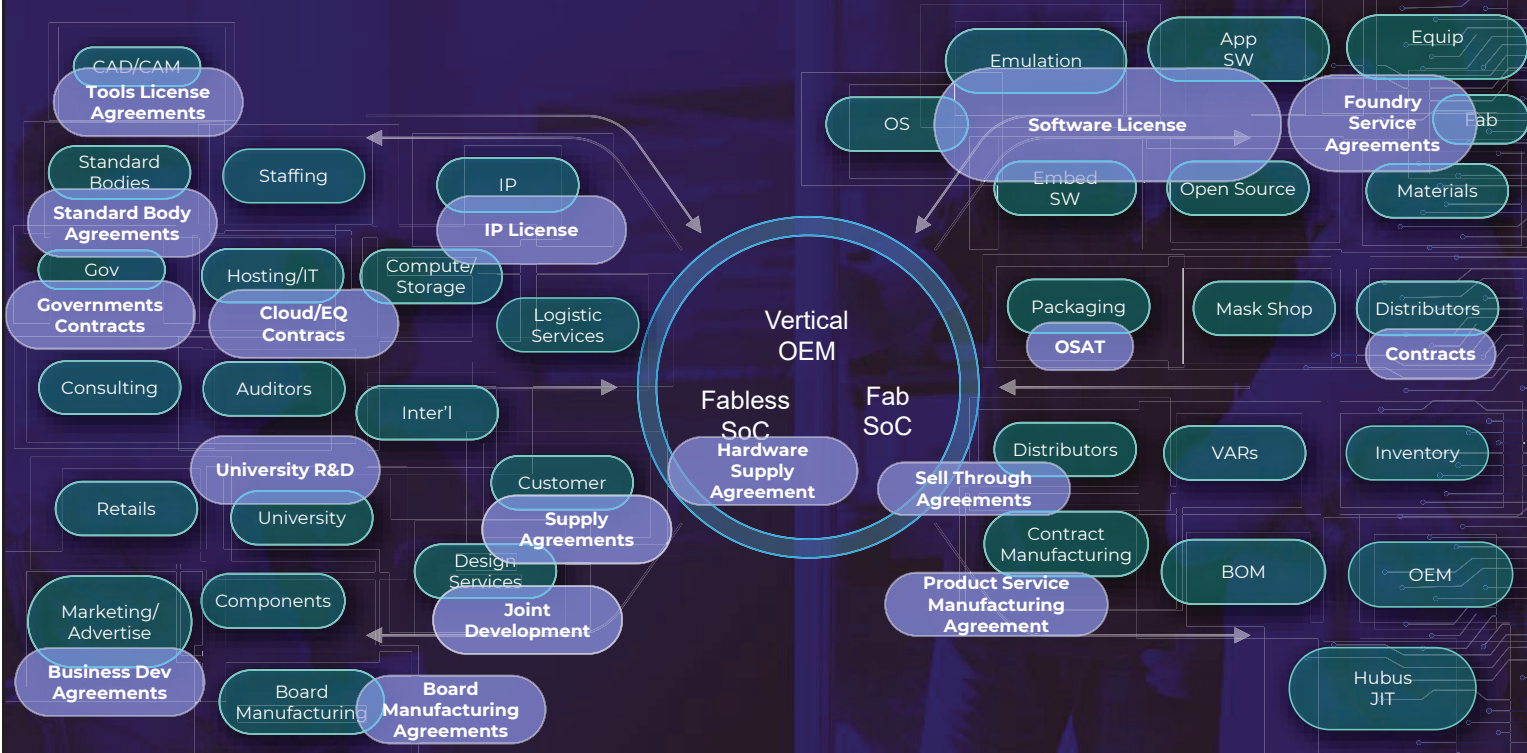 CAD/CAM
Tools License
Agreements
Standard
Bodies
Standard Body
Agreements
Staffing
IP
IP License
Gov
Governments
Contracts
Hosting/IT
Cloud/EQ
Contracs
Compute/
Storage
Logistic
Services
Consulting
Auditors
Inter'l
University R&D
University
Retails
Customer
Supply
Agreements
Design
Services
Joint
Development
Marketing/
Advertise
Business Dev
Agreements
Components
Board
Manufacturing
Board
Manufacturing
Agreements
Vertical
OEM
Fabless
SoC
Fab
SoC
Hardware
Supply
Agreement
Sell Through
Agreements
Emulation
App
SW
Equip
OS
Software License
Foundry
Service
Agreements
Fab
Embed
SW
Open Source
Materials
Packaging
OSAT
Mask Shop
Distributors
Contracts
Distributors
VARs
Inventory
Contract
Manufacturing
Product Service
Manufacturing
Agreement
BOM
OEM
Hubus
JIT